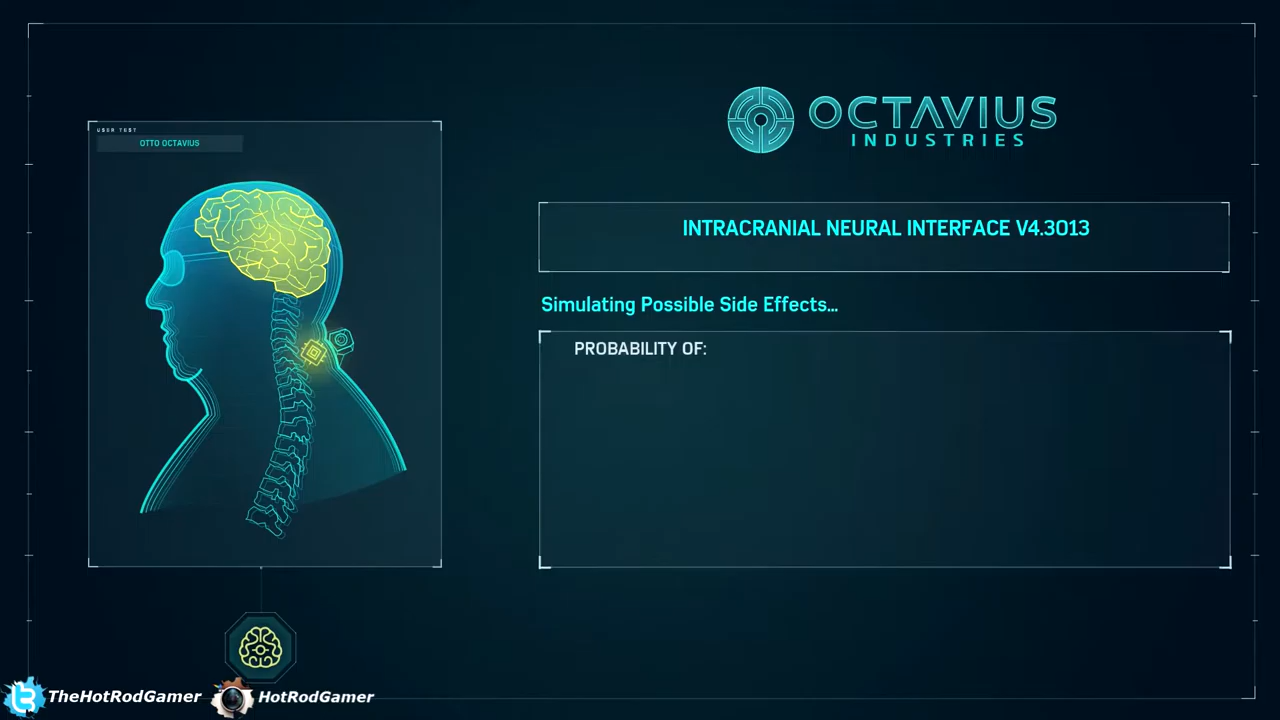 OCTAVIUS
INDUSTRIES
USER TEST
OTTO OCTAVIUS
INTRACRANIAL NEURAL INTERFACE V4.3013
Simulating Possible Side Effects...
PROBABILITY OF:
TheHotRodGamer
HotRodGamer